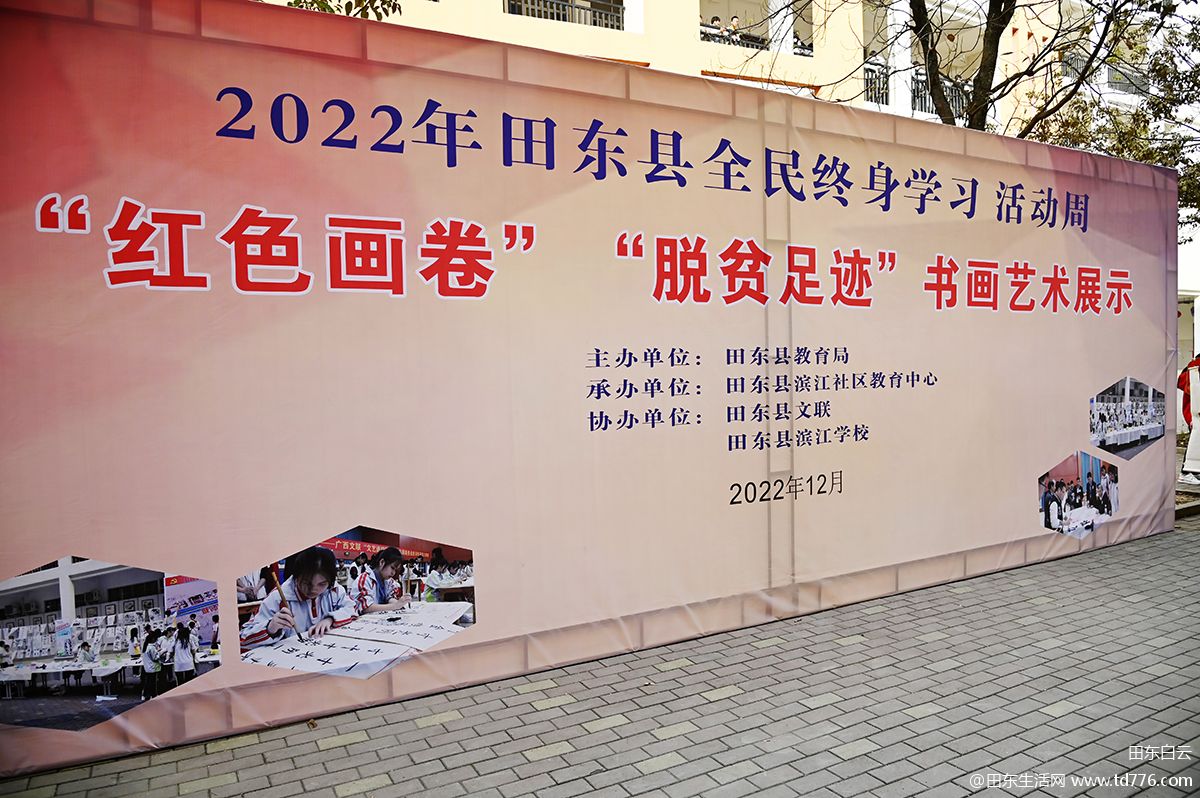 2022年田东县全民终身学习 活动周
“红色画卷” “脱贫足迹”书画艺术展示
主办单位：田东县教育局
承办单位：田东县滨江社区教育中心
协办单位：田东县文联
田东县滨江学校
2022年12月
田东白云
@田东生活网 www.td776.com